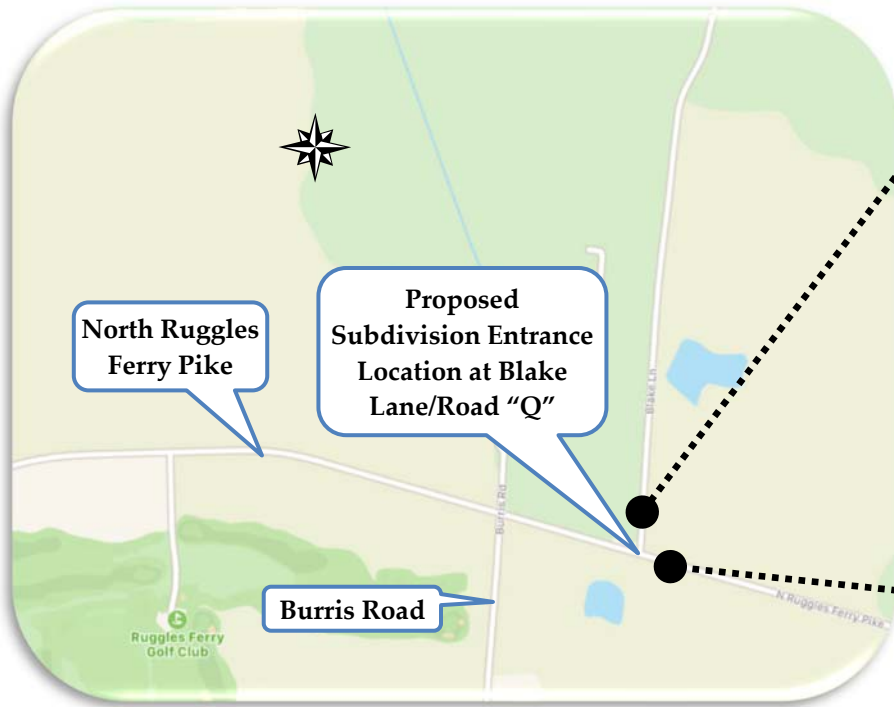 Proposed
Subdivision Entrance
Location at Blake
Lane/Road “Q”
North Ruggles
Ferry Pike
Blake Ln
Burris Rd
Burris Road
N Ruggles Ferry Pike
Ruggles Ferry
Golf Club